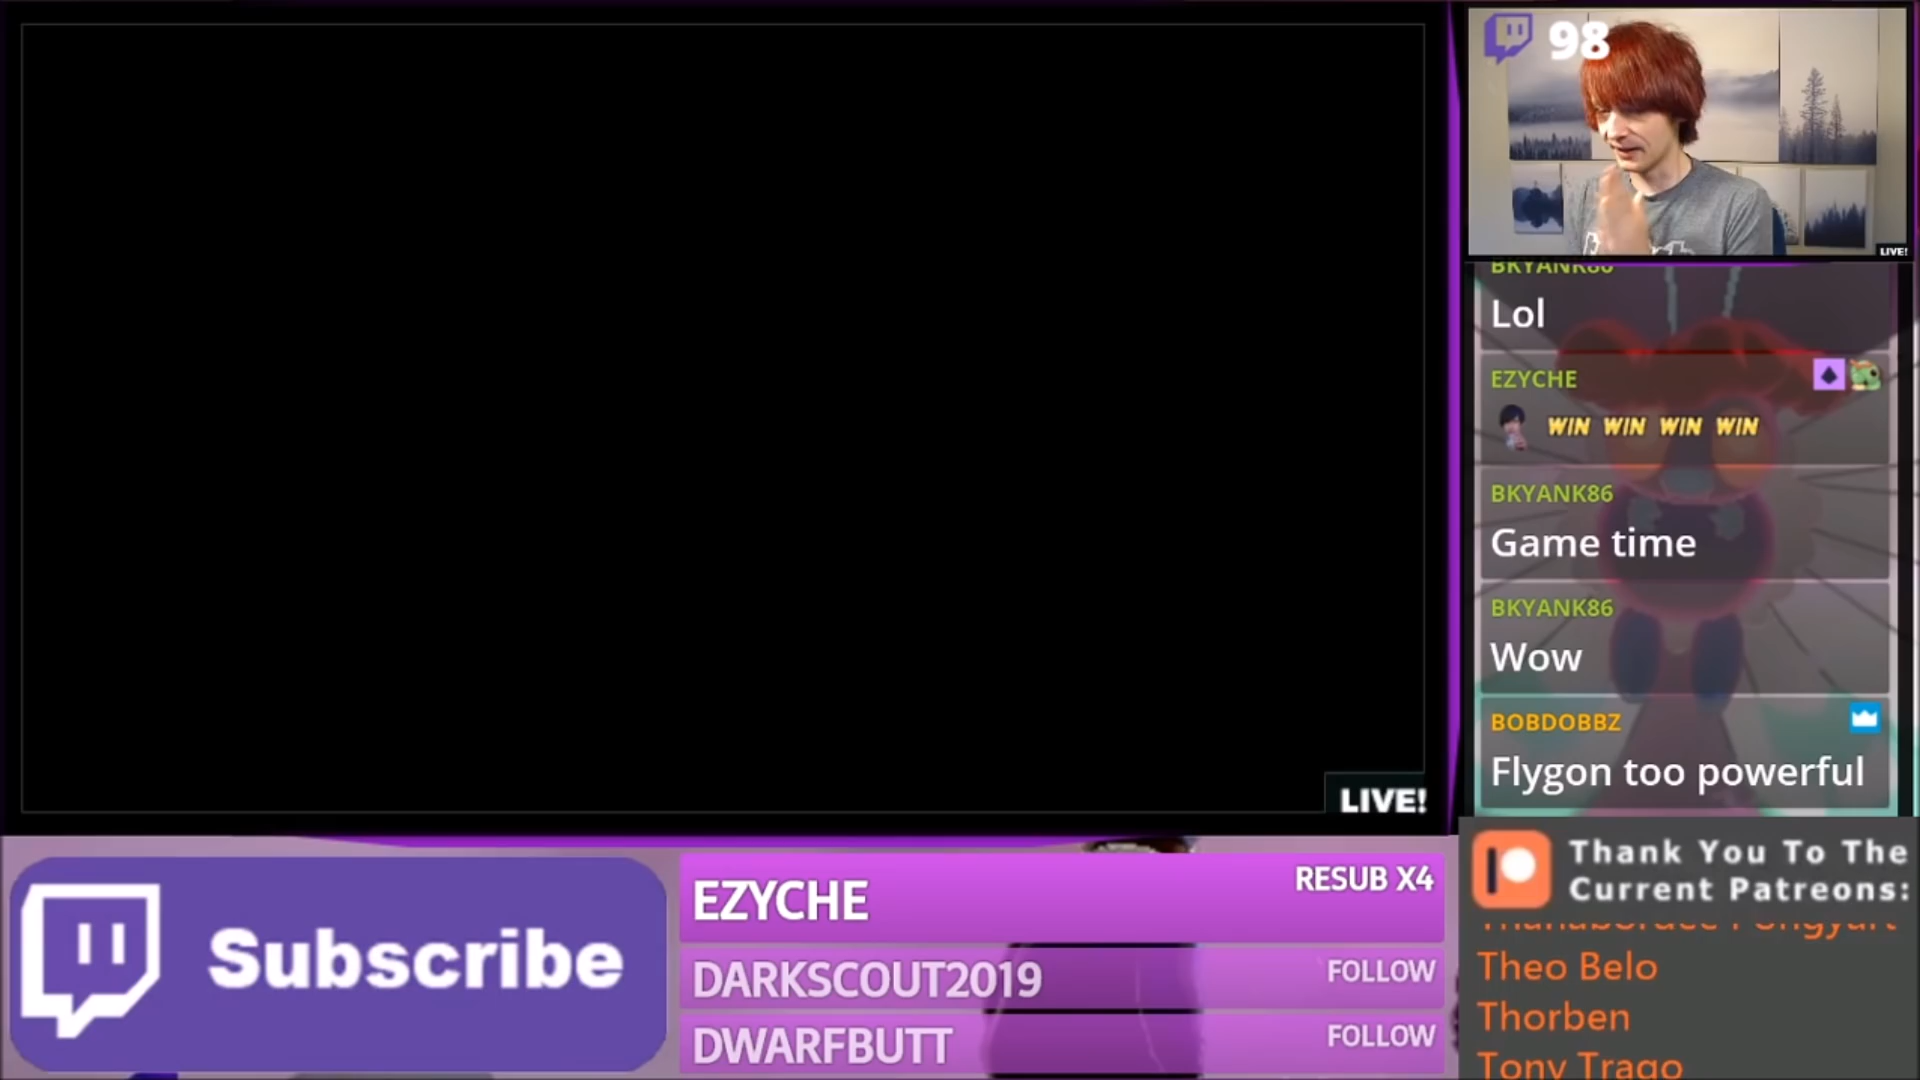 98
LIVE!
BKYANK86
Lol
EZYCHE
WIN WIN WIN WIN
BKYANK86
Game time
BKYANK86
Wow
BOBDOBBZ
Flygon too powerful
LIVE!
Subscribe
EZYCHE
RESUB X4
DARKSCOUT2019
FOLLOW
DWARFBUTT
FOLLOW
Thank You To The
Current Patreons:
Theo Belo
Thorben
Tony Trago